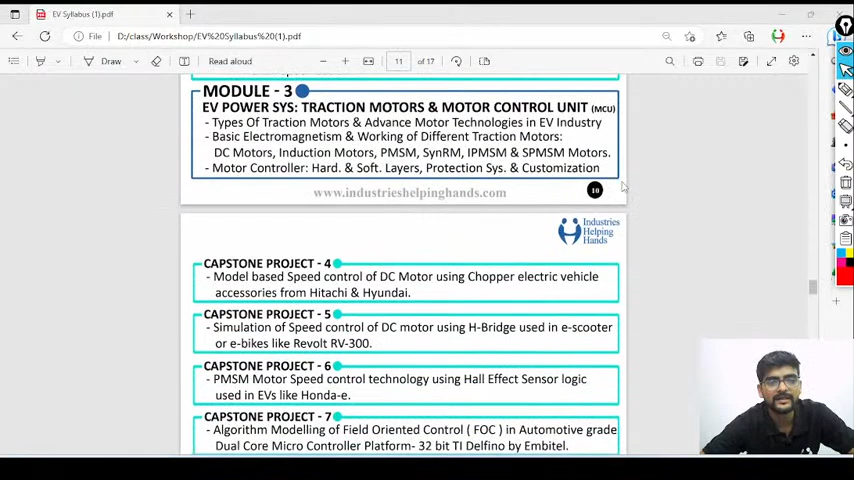 EV Syllabus (1).pdf
File
D:/class/Workshop/EV%20Syllabus%20(1).pdf
Draw
Read aloud
11
of 17
MODULE - 3
EV POWER SYS: TRACTION MOTORS & MOTOR CONTROL UNIT (MCU)
- Types Of Traction Motors & Advance Motor Technologies in EV Industry
- Basic Electromagnetism & Working of Different Traction Motors:
DC Motors, Induction Motors, PMSM, SynRM, IPMSM & SPMSM Motors.
- Motor Controller: Hard. & Soft. Layers, Protection Sys. & Customization
www.industrieshelpinghands.com
10
Industries
Helping
Hands
CAPSTONE PROJECT - 4
- Model based Speed control of DC Motor using Chopper electric vehicle
accessories from Hitachi & Hyundai.
CAPSTONE PROJECT - 5
- Simulation of Speed control of DC motor using H-Bridge used in e-scooter
or e-bikes like Revolt RV-300.
CAPSTONE PROJECT - 6
- PMSM Motor Speed control technology using Hall Effect Sensor logic
used in EVs like Honda-e.
CAPSTONE PROJECT - 7
- Algorithm Modelling of Field Oriented Control ( FOC ) in Automotive grade
Dual Core Micro Controller Platform- 32 bit TI Delfino by Embitel.